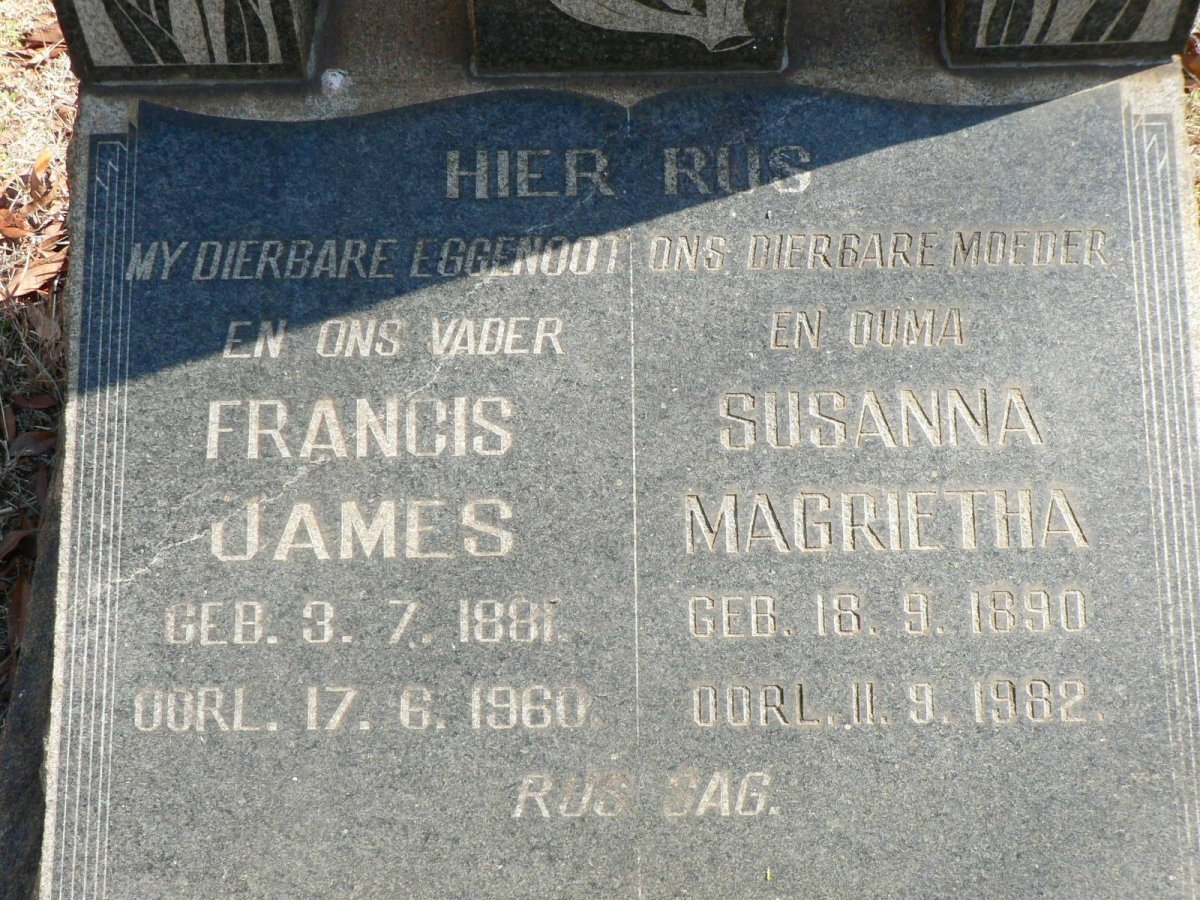 HIER RUS
MY DIERBARE EGGENOOT
EN ONS VADER
FRANCIS
JAMES
GEB. 3. 7. 1881.
OORL. 17. 6. 1960.
ONS DIERBARE MOEDER
EN OUMA
SUSANNA
MAGRIETHA
GEB. 18. 9. 1890
OORL. 11. 9. 1982.
RUS SAG.